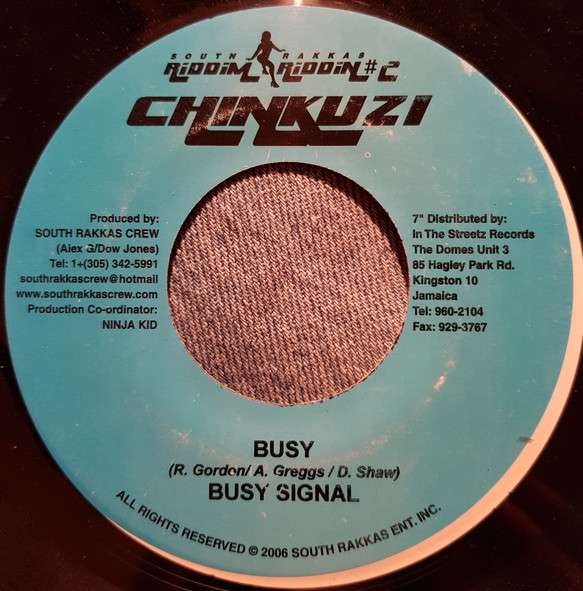 SOUTH RAKKAS
RIDDIM RIDDIN #2
CHINKUZI
Produced by:
SOUTH RAKKAS CREW
(Alex G/Dow Jones)
Tel: 1+(305) 342-5991
southrakkascrew@hotmail
www.southrakkascrew.com
Production Co-ordinator:
NINJA KID
7" Distributed by:
In The Streetz Records
The Domes Unit 3
85 Hagley Park Rd.
Kingston 10
Jamaica
Tel: 960-2104
Fax: 929-3767
BUSY
(R. Gordon/ A. Greggs / D. Shaw)
BUSY SIGNAL
ALL RIGHTS RESERVED © 2006 SOUTH RAKKAS ENT. INC.